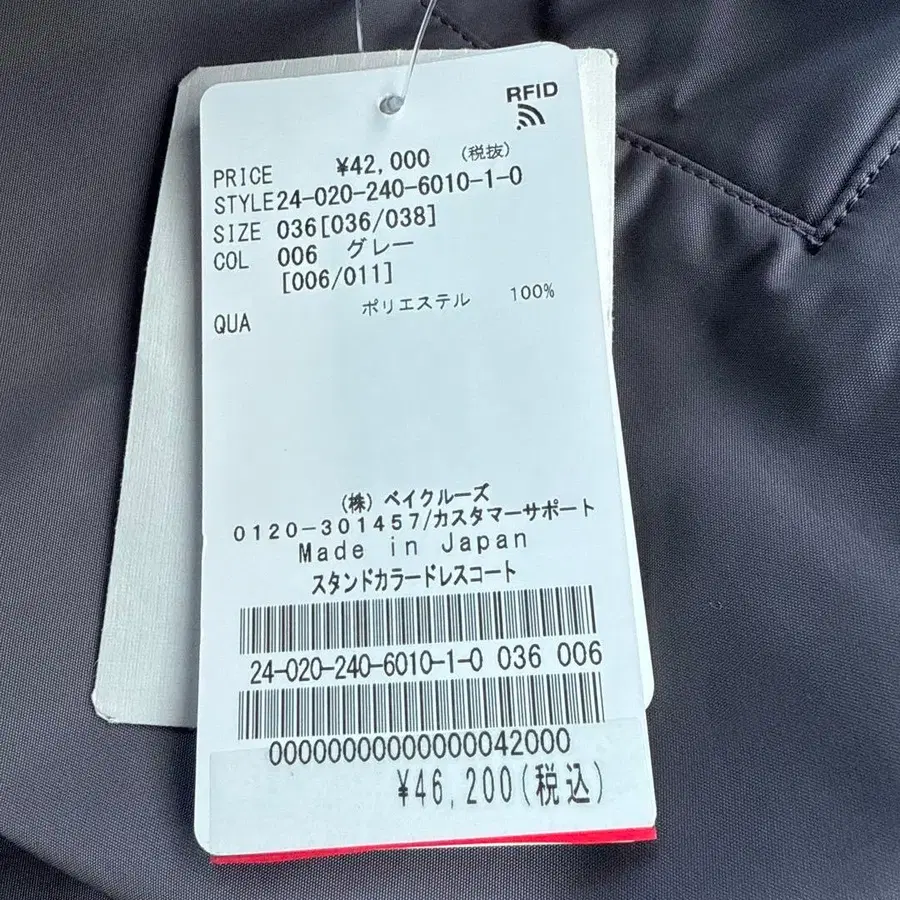 RFID
PRICE ¥42,000 (税抜)
STYLE 24-020-240-6010-1-0
SIZE 036[036/038]
COL 006 グレー
[006/011]
QUA ポリエステル 100%
(株) ベイクルーズ
0120-301457/カスタマーサポート
Made in Japan
スタンドカラードレスコート
24-020-240-6010-1-0 036 006
00000000000000042000
¥46,200(税込)